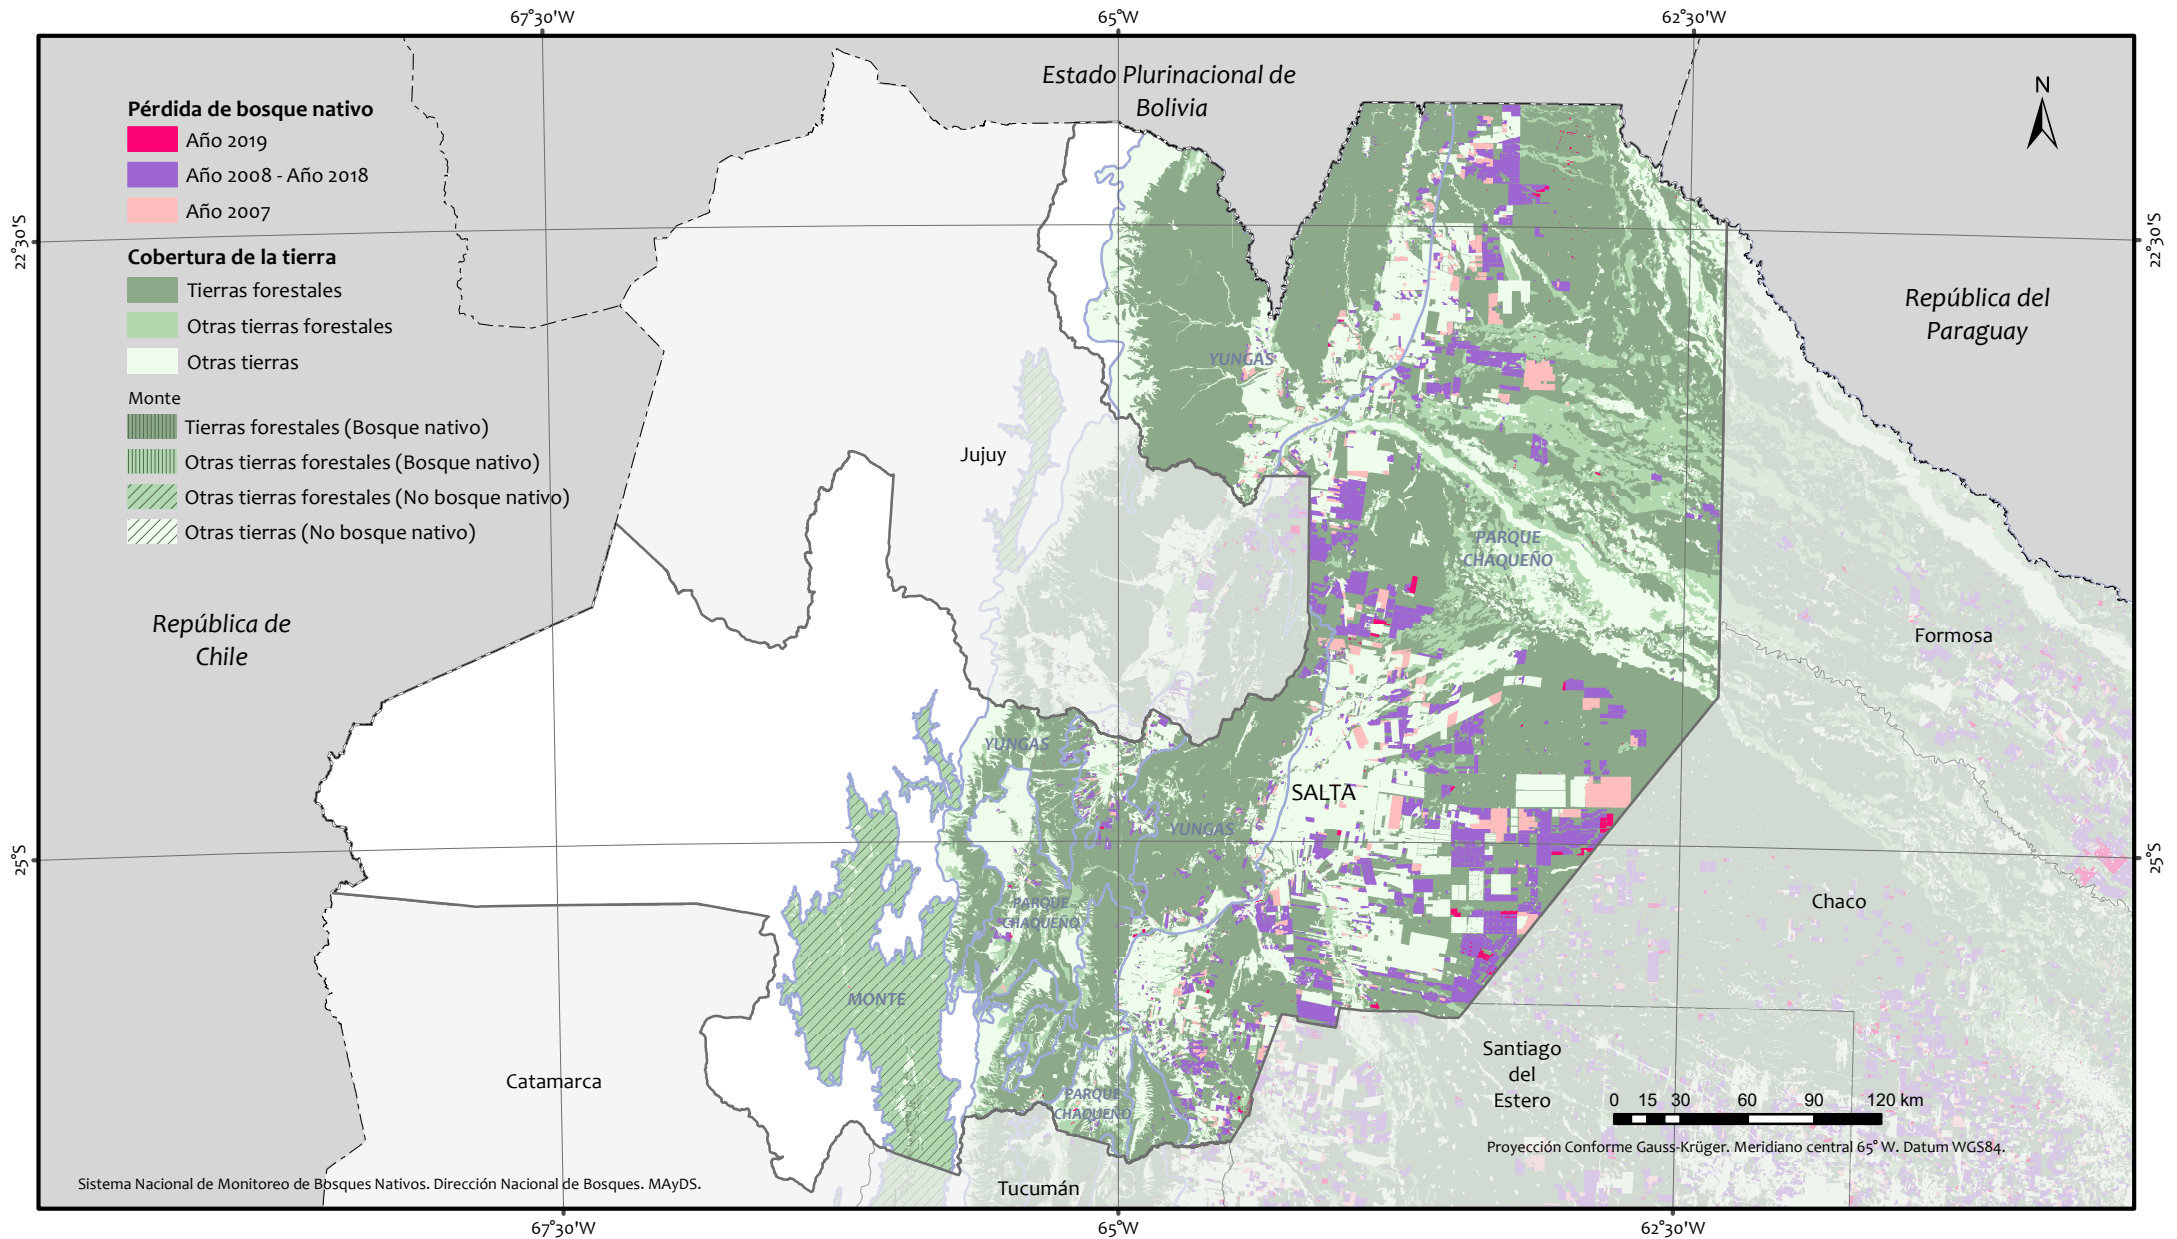 67°30'W
65°W
62°30'W
Estado Plurinacional de
Bolivia
N
Pérdida de bosque nativo
Año 2019
Año 2008 - Año 2018
Año 2007
22°30'S
22°30'S
Cobertura de la tierra
Tierras forestales
Otras tierras forestales
Otras tierras
República del
Paraguay
YUNGAS
Monte
Tierras forestales (Bosque nativo)
Otras tierras forestales (Bosque nativo)
Otras tierras forestales (No bosque nativo)
Otras tierras (No bosque nativo)
Jujuy
PARQUE
CHAQUEÑO
República de
Chile
Formosa
YUNGAS
SALTA
YUNGAS
25°S
25°S
PARQUE
CHAQUEÑO
Chaco
MONTE
Catamarca
Santiago
del
Estero
PARQUE
CHAQUEÑO
0 15 30 60 90 120 km
Proyección Conforme Gauss-Krüger. Meridiano central 65° W. Datum WGS84.
Sistema Nacional de Monitoreo de Bosques Nativos. Dirección Nacional de Bosques. MAyDS.
Tucumán
67°30'W
65°W
62°30'W